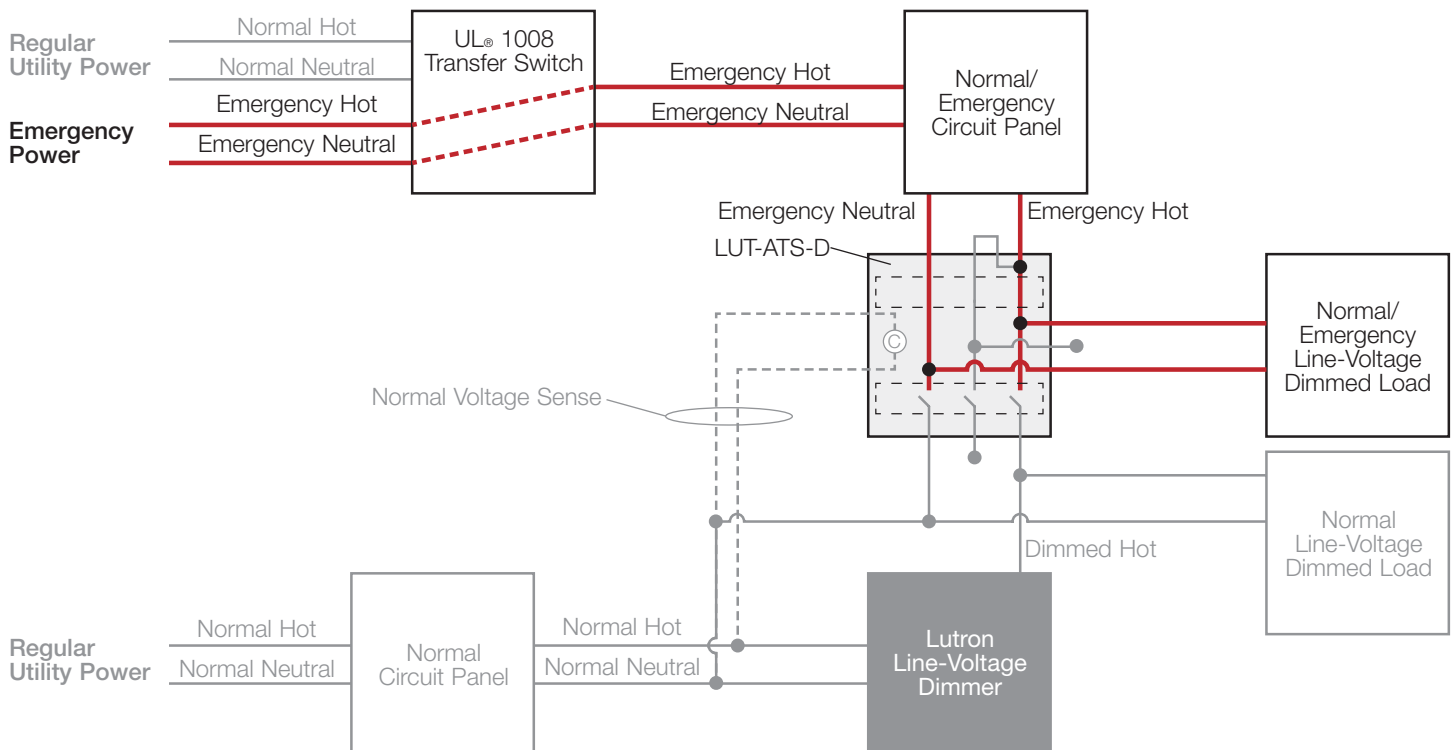 Regular
Utility Power
Normal Hot
Normal Neutral
UL® 1008
Transfer Switch
Emergency
Power
Emergency Hot
Emergency Neutral
Emergency Hot
Emergency Neutral
Normal/
Emergency
Circuit Panel
Emergency Neutral
Emergency Hot
LUT-ATS-D
C
Normal/
Emergency
Line-Voltage
Dimmed Load
Normal Voltage Sense
Normal
Line-Voltage
Dimmed Load
Dimmed Hot
Regular
Utility Power
Normal Hot
Normal Neutral
Normal
Circuit Panel
Normal Hot
Normal Neutral
Lutron
Line-Voltage
Dimmer